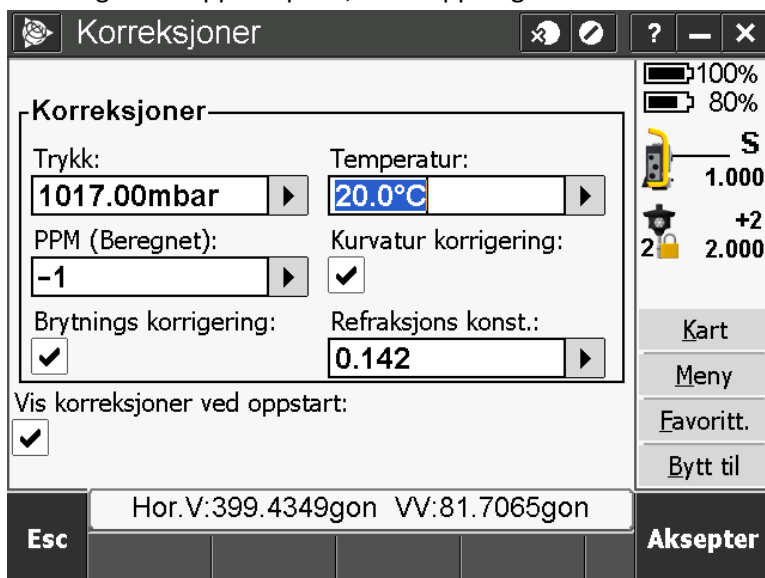 Korreksjoner
? – ×
100%
80%
Korreksjoner
S
1.000
Trykk:
Temperatur:
1017.00mbar
20.0°C
+2
2
2.000
PPM (Beregnet):
Kurvatur korrigering:
-1
Brytnings korrigering:
Refraksjons konst.:
0.142
Kart
Meny
Favoritt.
Bytt til
Vis korreksjoner ved oppstart:
Hor.V:399.4349gon VV:81.7065gon
Esc
Aksepter